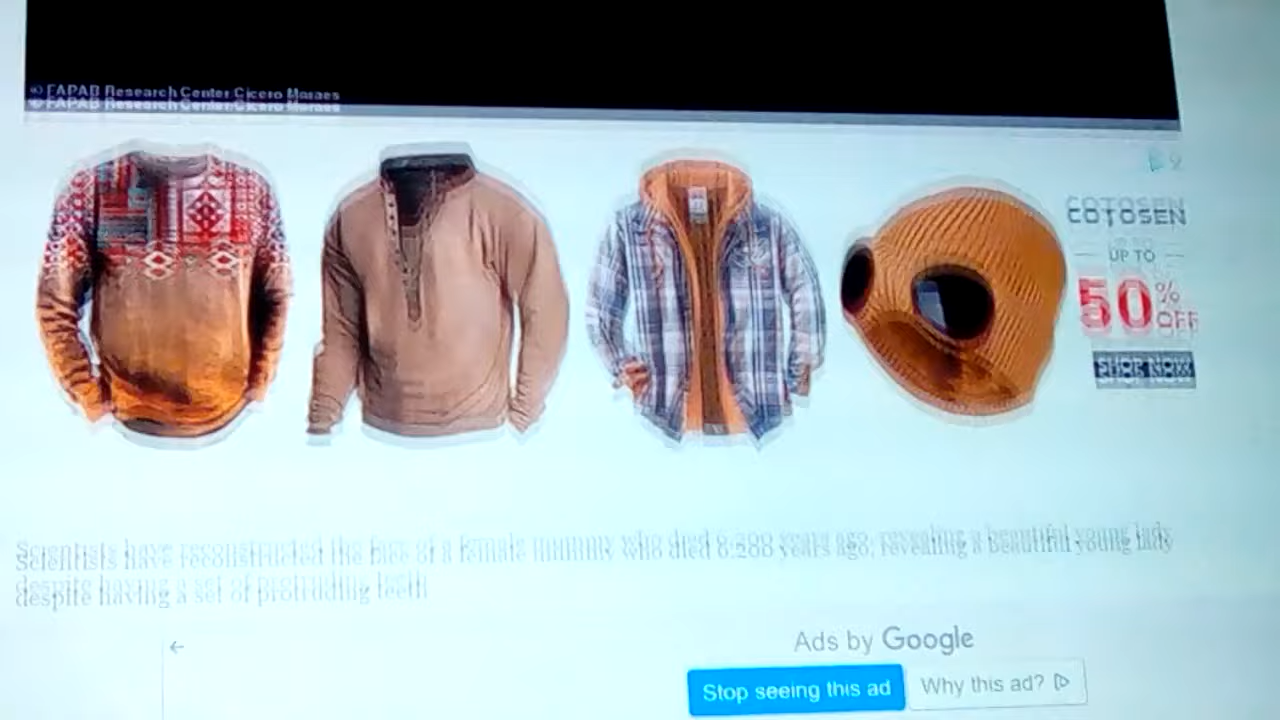 © FAPAB Research Center Cicero Moraes
COTOSEN
UP TO
50% OFF
SHOP NOW
Scientists have reconstructed the face of a female mummy who died 6,200 years ago, revealing a beautiful young lady
despite having a set of protruding teeth
Ads by Google
Stop seeing this ad
Why this ad?